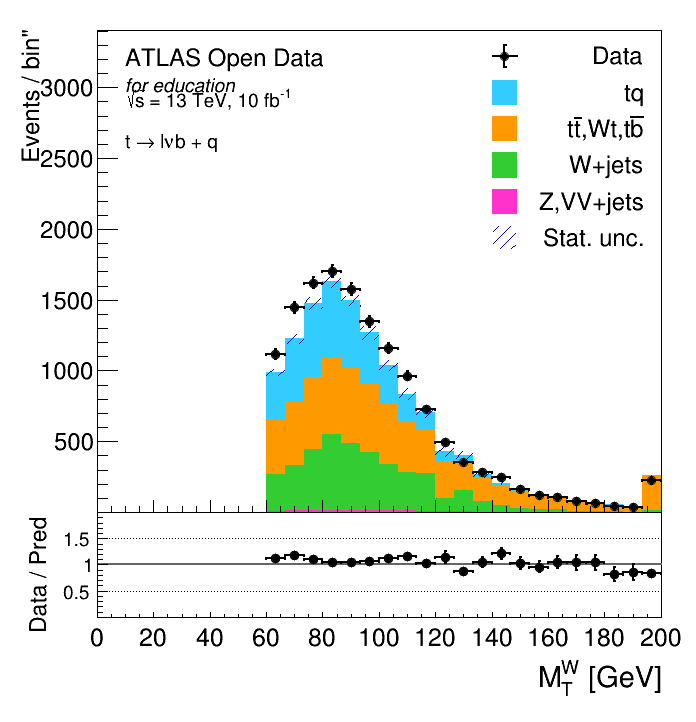 Events / bin"
3000
2500
2000
1500
1000
500
ATLAS Open Data
for education
√s = 13 TeV, 10 fb⁻¹
t → lνb + q
Data
tq
tt̄,Wt,tb̄
W+jets
Z,VV+jets
Stat. unc.
Data / Pred
1.5
1
0.5
0 20 40 60 80 100 120 140 160 180 200
M_T^W [GeV]